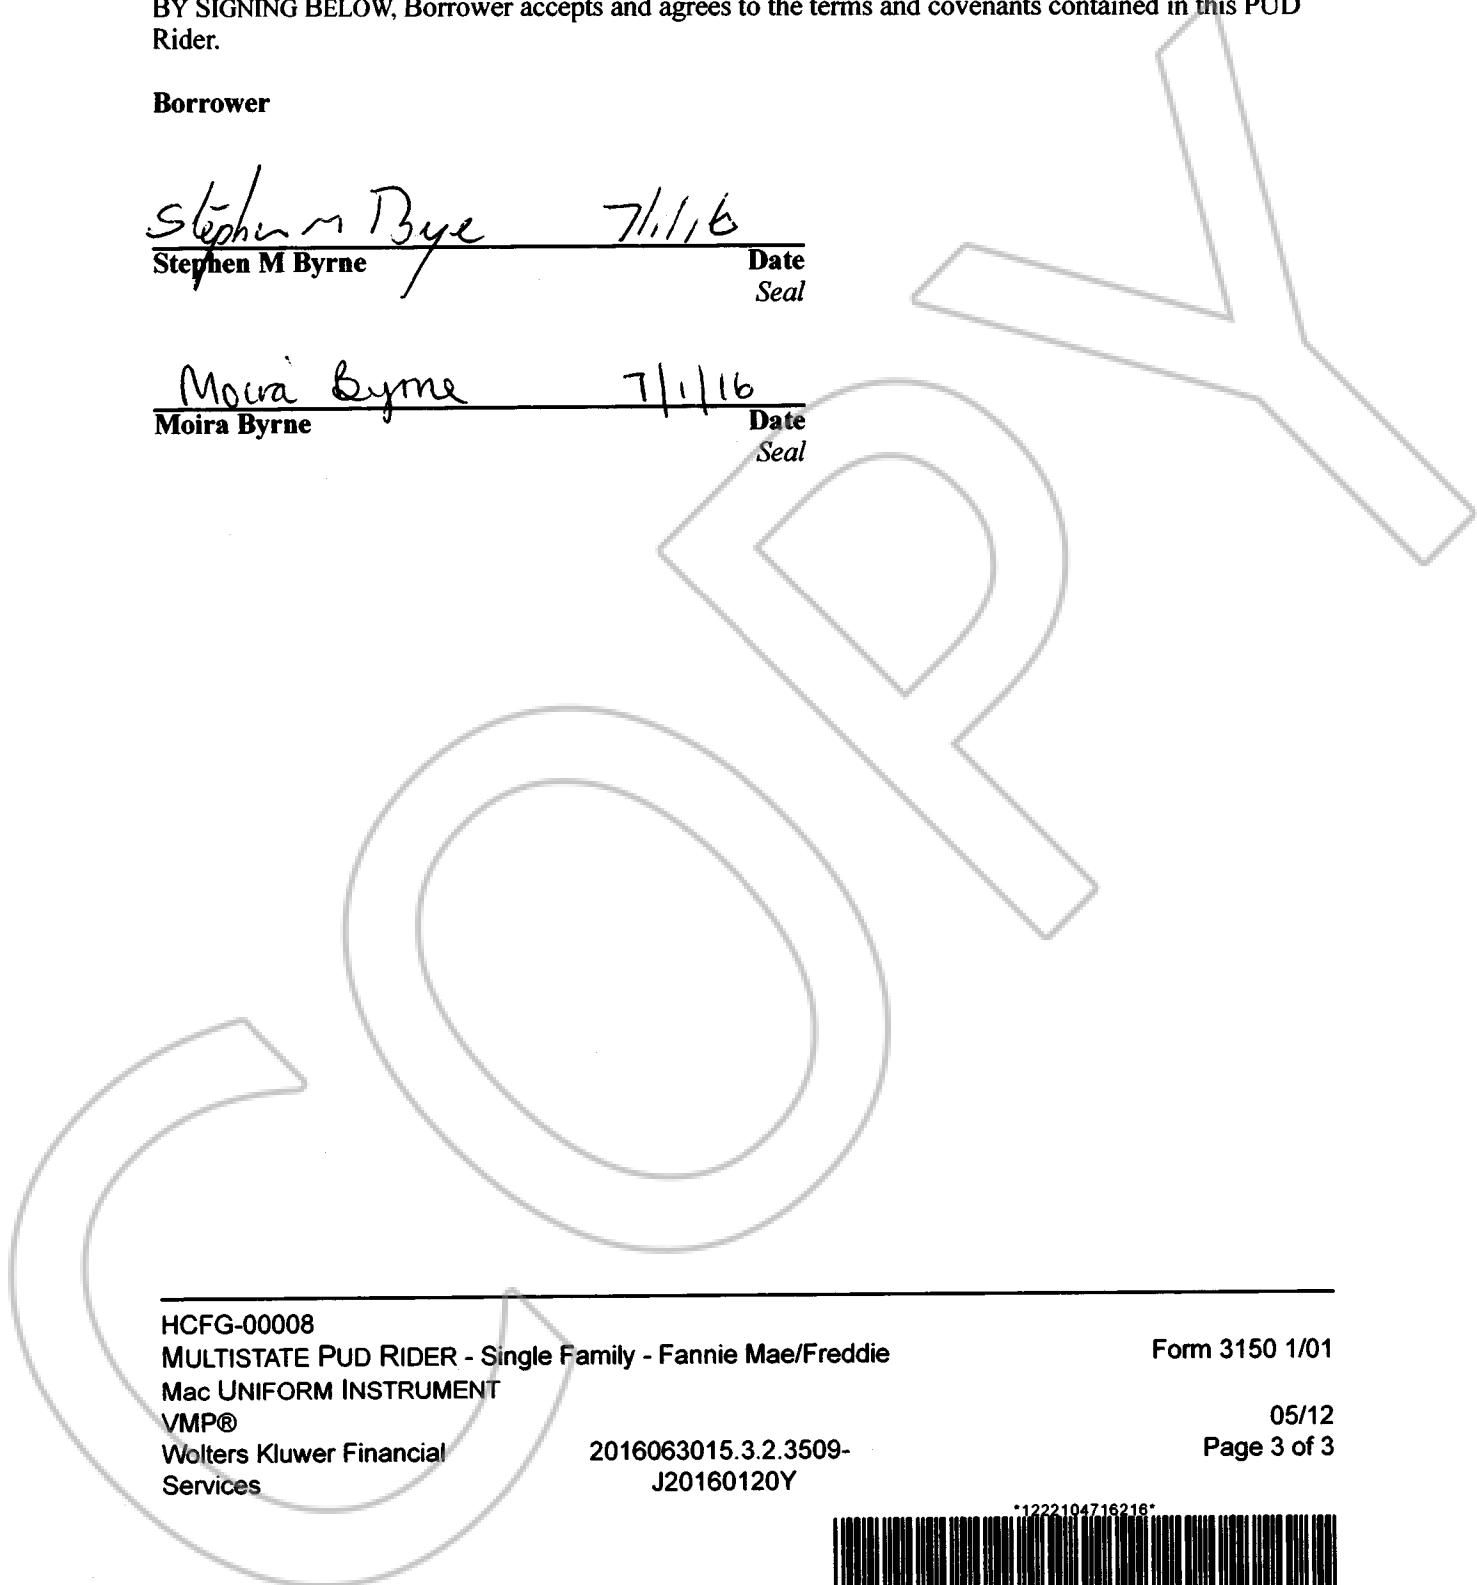 BY SIGNING BELOW, Borrower accepts and agrees to the terms and covenants contained in this PUD
Rider.
Borrower
Stephen M Byrne 7/1/16
Stephen M Byrne Date
Seal
Moira Byrne 7/1/16
Moira Byrne Date
Seal
COPY
HCFG-00008
MULTISTATE PUD RIDER - Single Family - Fannie Mae/Freddie Form 3150 1/01
Mac UNIFORM INSTRUMENT
VMP® 05/12
Wolters Kluwer Financial 2016063015.3.2.3509- Page 3 of 3
Services J20160120Y
*1222104716216*